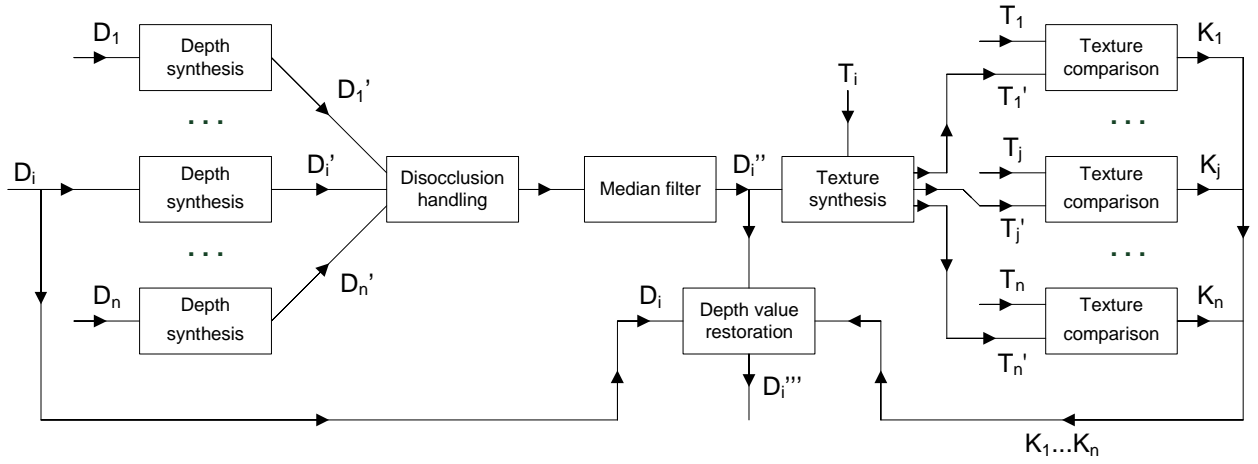 D1
Depth
synthesis
D1’
. . .
Di
Depth
synthesis
Di’
. . .
Dn
Depth
synthesis
Dn’
Disocclusion
handling
Median filter
Di’’
Ti
Texture
synthesis
Di
Depth value
restoration
Di’’’
T1
T1’
Texture
comparison
K1
. . .
Tj
Tj’
Texture
comparison
Kj
. . .
Tn
Tn’
Texture
comparison
Kn
K1...Kn